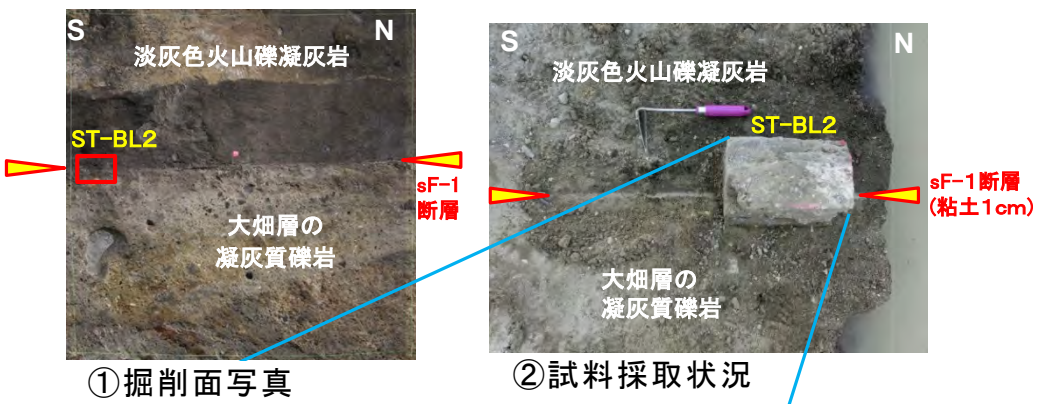 S
N
淡灰色火山礫凝灰岩
ST-BL2
sF-1
断層
大畑層の
凝灰質礫岩
①掘削面写真
S
N
淡灰色火山礫凝灰岩
ST-BL2
sF-1断層
(粘土1cm)
大畑層の
凝灰質礫岩
②試料採取状況